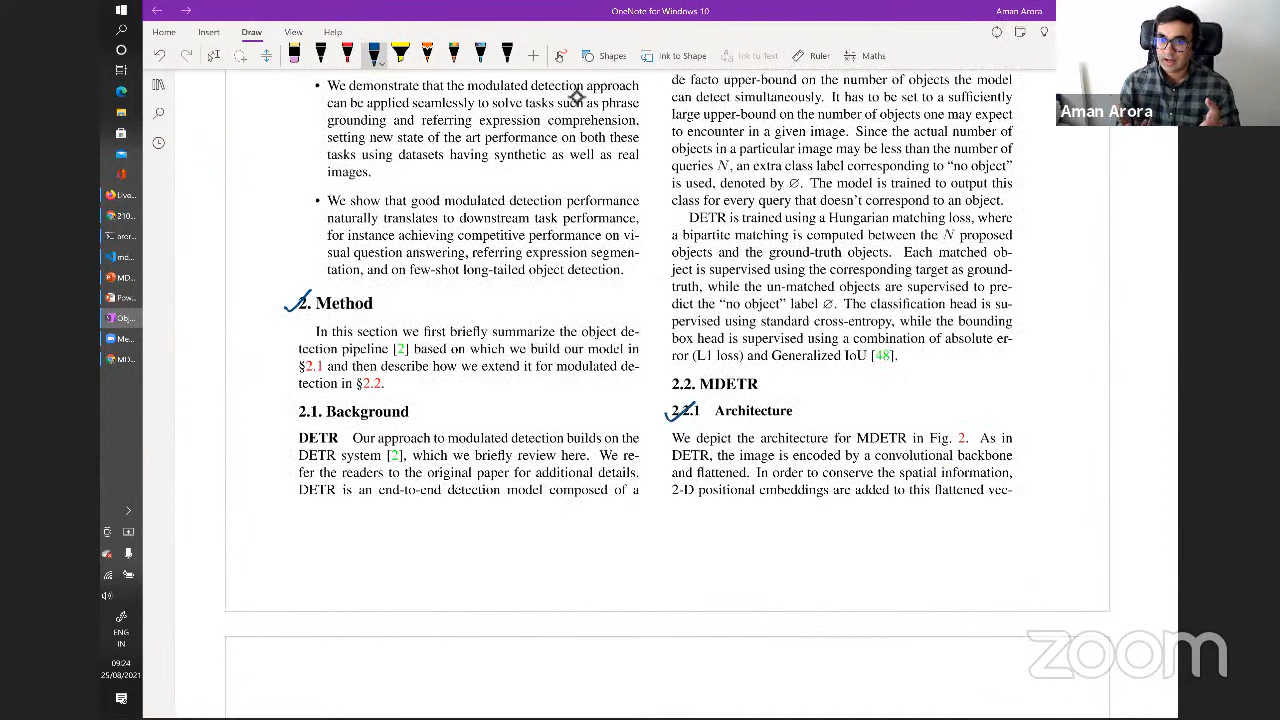 OneNote for Windows 10
Aman Arora
Home
Insert
Draw
View
Help
Shapes
Ink to Shape
Ink to Text
Ruler
Maths
• We demonstrate that the modulated detection approach
can be applied seamlessly to solve tasks such as phrase
grounding and referring expression comprehension,
setting new state of the art performance on both these
tasks using datasets having synthetic as well as real
images.
• We show that good modulated detection performance
naturally translates to downstream task performance,
for instance achieving competitive performance on vi-
sual question answering, referring expression segmen-
tation, and on few-shot long-tailed object detection.
2. Method
In this section we first briefly summarize the object de-
tection pipeline [2] based on which we build our model in
§2.1 and then describe how we extend it for modulated de-
tection in §2.2.
2.1. Background
DETR Our approach to modulated detection builds on the
DETR system [2], which we briefly review here. We re-
fer the readers to the original paper for additional details.
DETR is an end-to-end detection model composed of a
de facto upper-bound on the number of objects the model
can detect simultaneously. It has to be set to a sufficiently
large upper-bound on the number of objects one may expect
to encounter in a given image. Since the actual number of
objects in a particular image may be less than the number of
queries N, an extra class label corresponding to “no object”
is used, denoted by ∅. The model is trained to output this
class for every query that doesn’t correspond to an object.
DETR is trained using a Hungarian matching loss, where
a bipartite matching is computed between the N proposed
objects and the ground-truth objects. Each matched ob-
ject is supervised using the corresponding target as ground-
truth, while the un-matched objects are supervised to pre-
dict the “no object” label ∅. The classification head is su-
pervised using standard cross-entropy, while the bounding
box head is supervised using a combination of absolute er-
ror (L1 loss) and Generalized IoU [48].
2.2. MDETR
2.2.1 Architecture
We depict the architecture for MDETR in Fig. 2. As in
DETR, the image is encoded by a convolutional backbone
and flattened. In order to conserve the spatial information,
2-D positional embeddings are added to this flattened vec-
Aman Arora
Live...
210...
aror...
md...
MD...
Pow...
Obj...
Me...
MD...
ENG
IN
09:24
25/08/2021
zoom